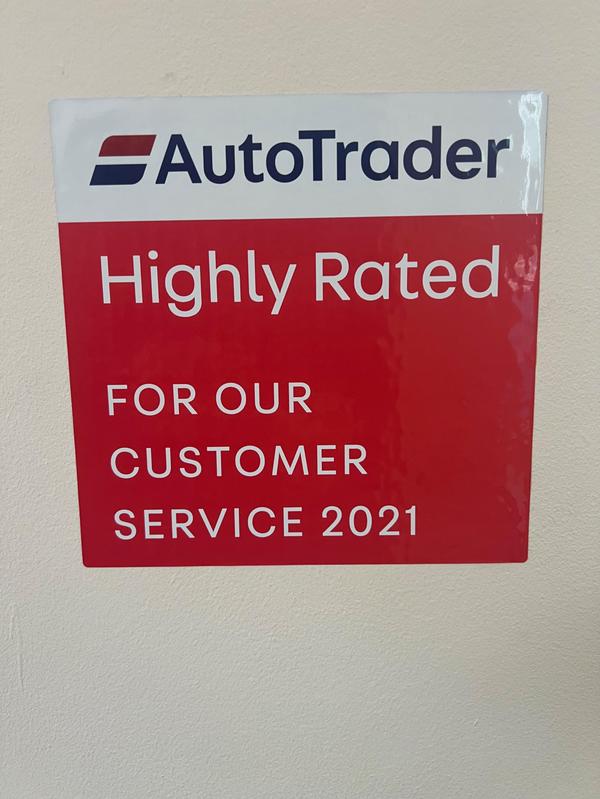 AutoTrader
Highly Rated
FOR OUR
CUSTOMER
SERVICE 2021